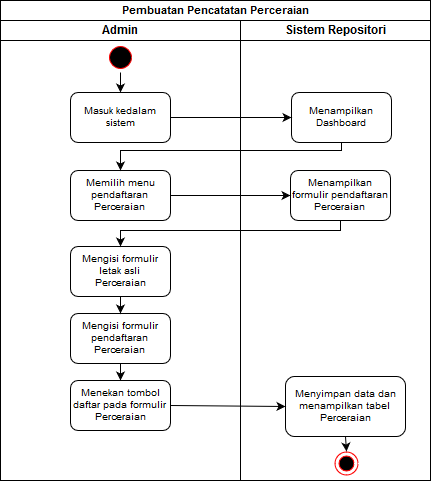 Pembuatan Pencatatan Perceraian
Admin
Sistem Repositori
Masuk kedalam
sistem
Menampilkan
Dashboard
Memilih menu
pendaftaran
Perceraian
Menampilkan
formulir pendaftaran
Perceraian
Mengisi formulir
letak asli
Perceraian
Mengisi formulir
pendaftaran
Perceraian
Menekan tombol
daftar pada formulir
Perceraian
Menyimpan data dan
menampilkan tabel
Perceraian